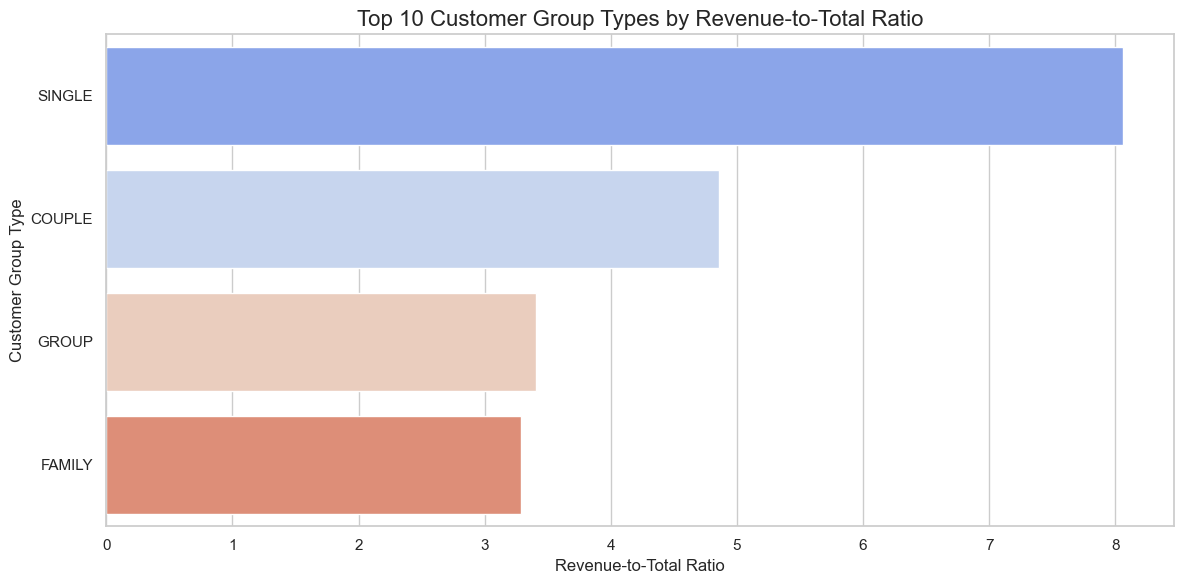 Top 10 Customer Group Types by Revenue-to-Total Ratio
Customer Group Type
SINGLE
COUPLE
GROUP
FAMILY
0 1 2 3 4 5 6 7 8
Revenue-to-Total Ratio